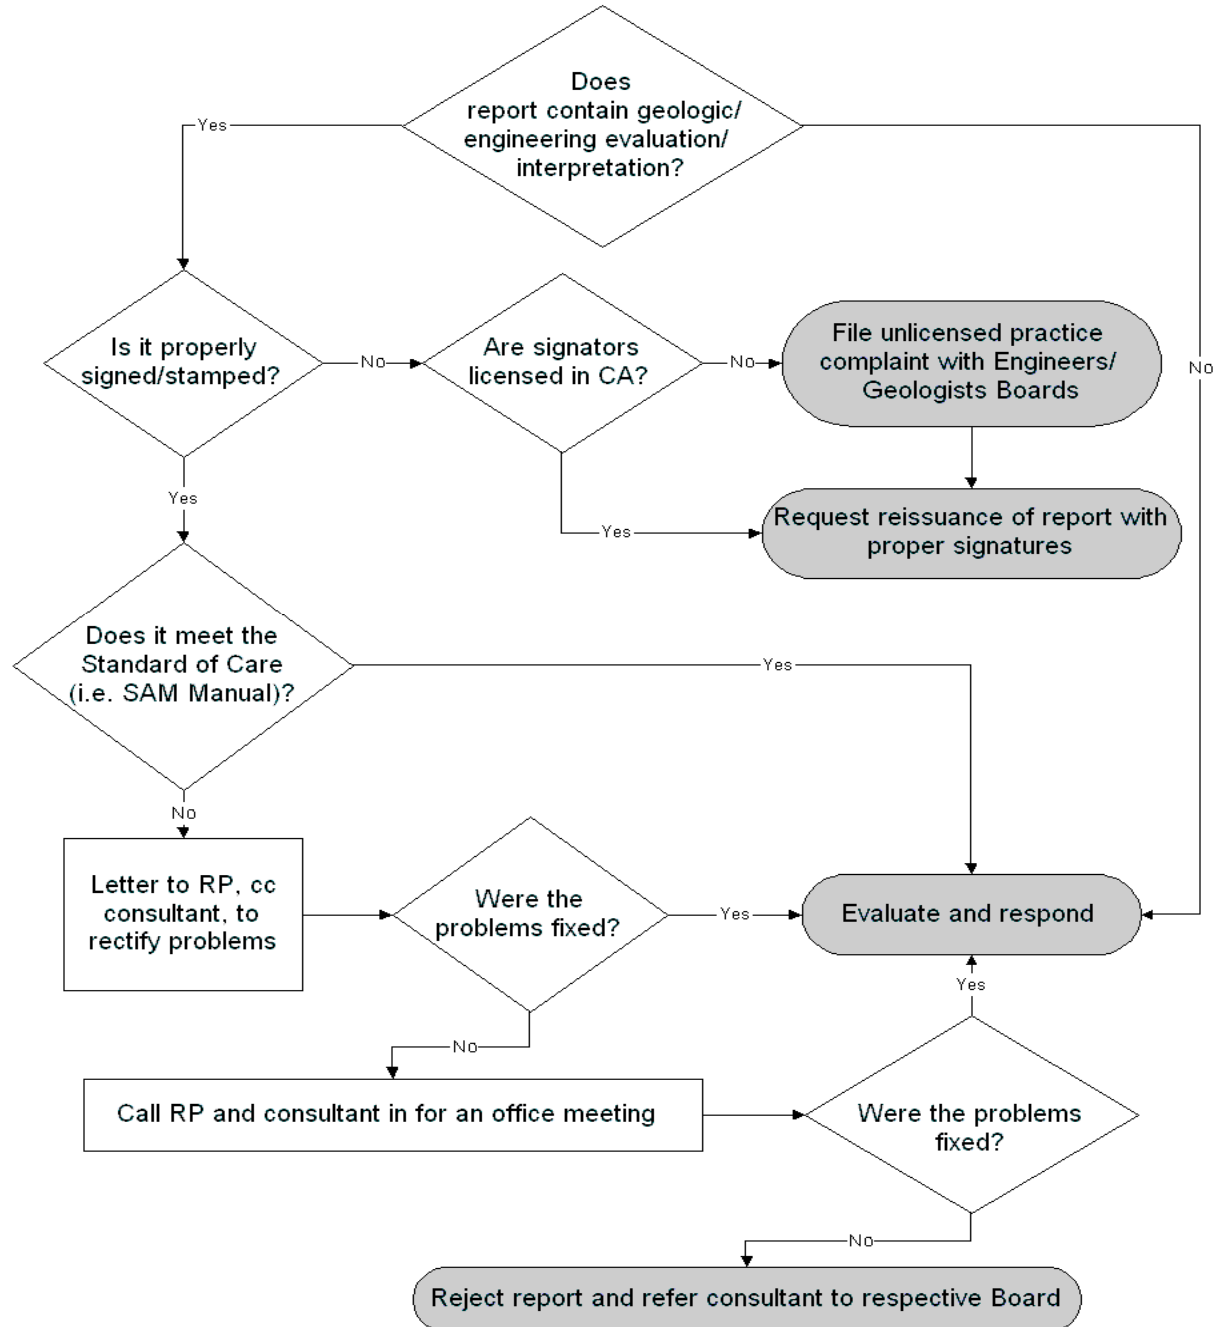 Does
report contain geologic/
engineering evaluation/
interpretation?
Yes
No
Is it properly
signed/stamped?
No
Are signators
licensed in CA?
No
File unlicensed practice
complaint with Engineers/
Geologists Boards
Yes
Yes
Request reissuance of report with
proper signatures
Does it meet the
Standard of Care
(i.e. SAM Manual)?
Yes
No
Letter to RP, cc
consultant, to
rectify problems
Were the
problems fixed?
Yes
Evaluate and respond
Yes
No
Call RP and consultant in for an office meeting
Were the problems
fixed?
No
Reject report and refer consultant to respective Board